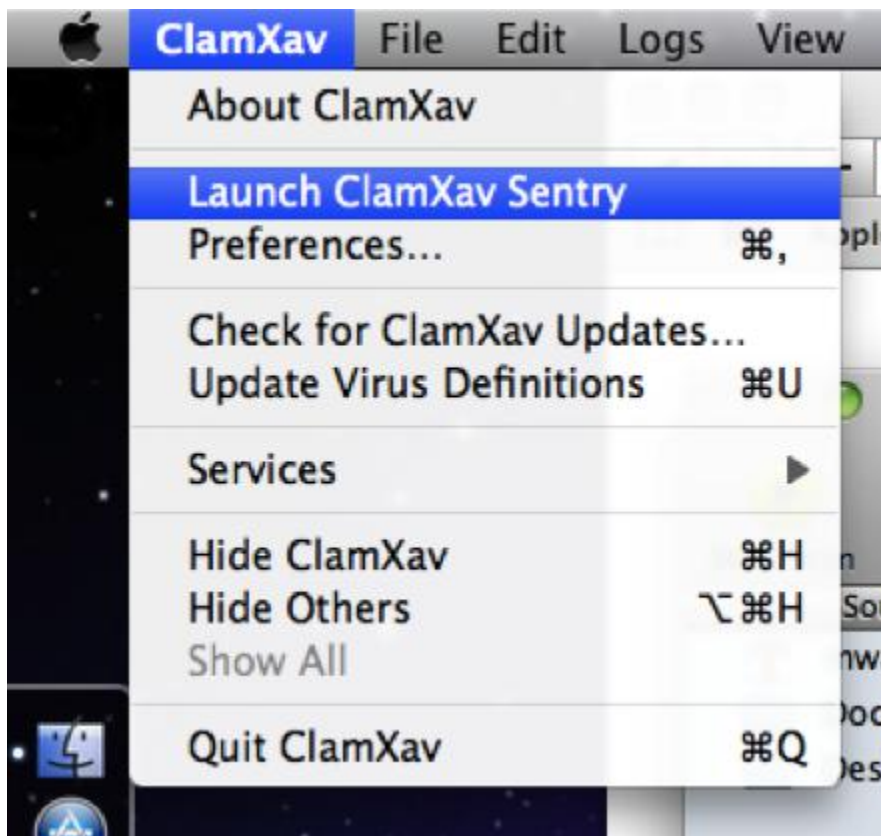 ClamXav File Edit Logs View
About ClamXav
Launch ClamXav Sentry
Preferences... ⌘,
Check for ClamXav Updates...
Update Virus Definitions ⌘U
Services
Hide ClamXav ⌘H
Hide Others ⌥⌘H
Show All
Quit ClamXav ⌘Q